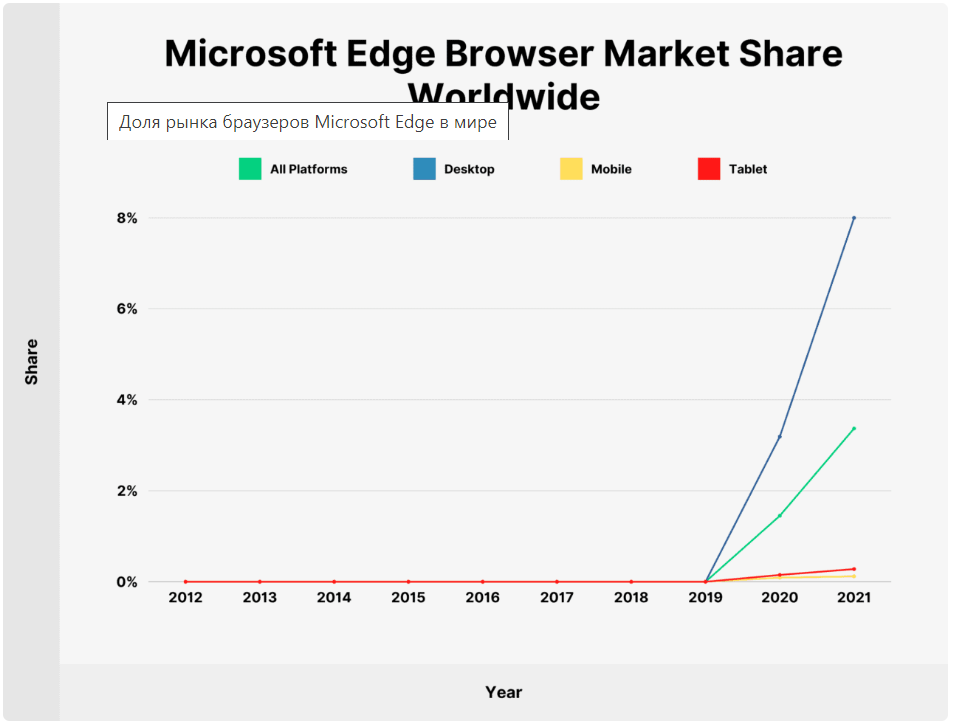 Microsoft Edge Browser Market Share
Worldwide
Доля рынка браузеров Microsoft Edge в мире
All Platforms Desktop Mobile Tablet
8%
6%
Share
4%
2%
0%
2012 2013 2014 2015 2016 2017 2018 2019 2020 2021
Year